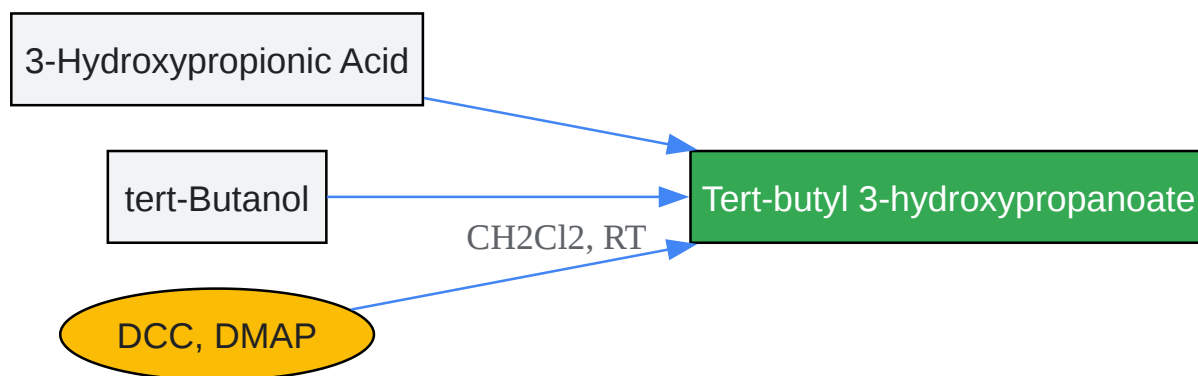 3-Hydroxypropionic Acid
tert-Butanol
Tert-butyl 3-hydroxypropanoate
CH2Cl2, RT
DCC, DMAP